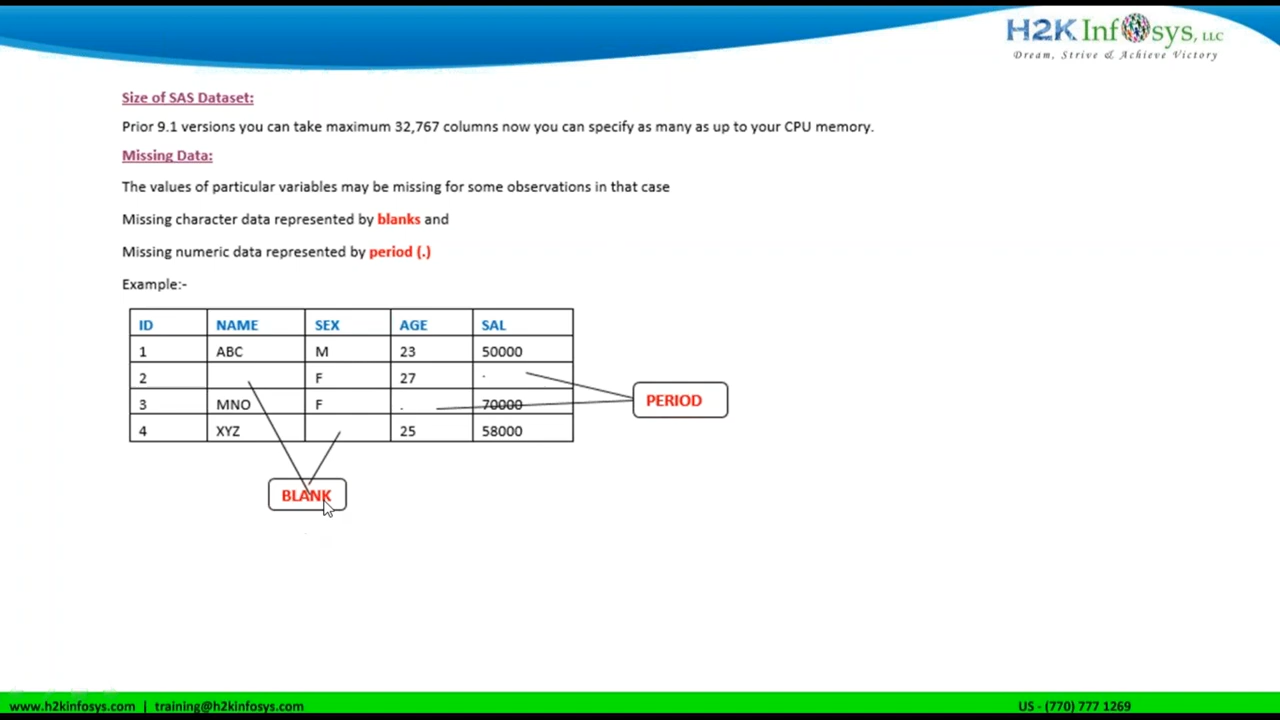 H2K Infosys, LLC
Dream, Strive & Achieve Victory
Size of SAS Dataset:
Prior 9.1 versions you can take maximum 32,767 columns now you can specify as many as up to your CPU memory.
Missing Data:
The values of particular variables may be missing for some observations in that case
Missing character data represented by blanks and
Missing numeric data represented by period (.)
Example:-
ID NAME SEX AGE SAL
1 ABC M 23 50000
2 F 27 .
3 MNO F . 70000
4 XYZ 25 58000
PERIOD
BLANK
www.h2kinfosys.com | training@h2kinfosys.com
US - (770) 777 1269